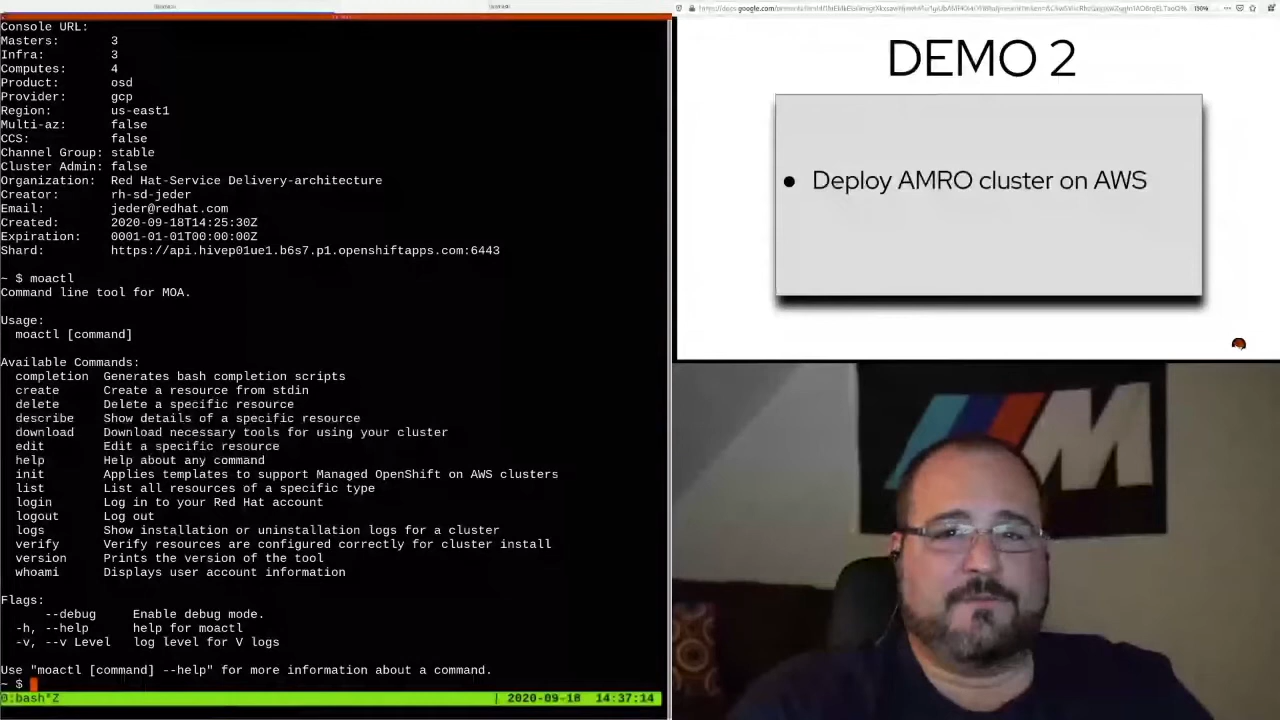 Console URL:
Masters: 3
Infra: 3
Computes: 4
Product: osd
Provider: gcp
Region: us-east1
Multi-az: false
CCS: false
Channel Group: stable
Cluster Admin: false
Organization: Red Hat-Service Delivery-architecture
Creator: rh-sd-jeder
Email: jeder@redhat.com
Created: 2020-09-18T14:25:30Z
Expiration: 0001-01-01T00:00:00Z
Shard: https://api.hivep01ue1.b6s7.p1.openshiftapps.com:6443
~ $ moactl
Command line tool for MOA.
Usage:
moactl [command]
Available Commands:
completion Generates bash completion scripts
create Create a resource from stdin
delete Delete a specific resource
describe Show details of a specific resource
download Download necessary tools for using your cluster
edit Edit a specific resource
help Help about any command
init Applies templates to support Managed OpenShift on AWS clusters
list List all resources of a specific type
login Log in to your Red Hat account
logout Log out
logs Show installation or uninstallation logs for a cluster
verify Verify resources are configured correctly for cluster install
version Prints the version of the tool
whoami Displays user account information
Flags:
--debug Enable debug mode.
-h, --help help for moactl
-v, --v Level log level for V logs
Use "moactl [command] --help" for more information about a command.
~ $
0:bash*Z | 2020-09-18 14:37:14
150%
DEMO 2
● Deploy AMRO cluster on AWS
M